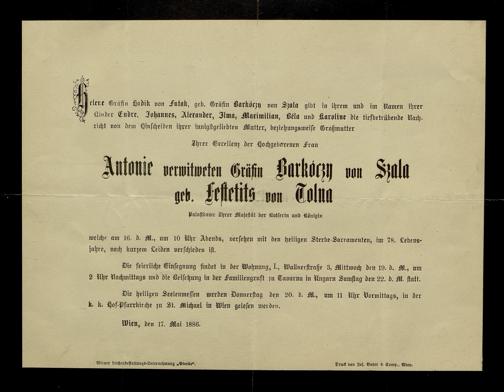 Helene Gräfin Hadik von Futak, geb. Gräfin Barkóczy von Szala gibt in ihrem und im Namen ihrer
Kinder Endre, Johannes, Alexander, Ilma, Maximilian, Béla und Karoline die tiefbetrübende Nach-
richt von dem Hinscheiden ihrer innigstgeliebten Mutter, beziehungsweise Großmutter
Ihrer Excellenz der Hochgeborenen Frau
Antonie verwitweten Gräfin Barkóczy von Szala
geb. Festetits von Tolna
Palastdame Ihrer Majestät der Kaiserin und Königin
welche am 16. d. M., um 10 Uhr Abends, versehen mit den heiligen Sterbe-Sacramenten, im 78. Lebens-
jahre, nach kurzem Leiden verschieden ist.
Die feierliche Einsegnung findet in der Wohnung, I., Wallnerstraße 3, Mittwoch den 19. d. M., um
2 Uhr Nachmittags und die Beisetzung in der Familiengruft zu Tavarna in Ungarn Samstag den 22. d. M. statt.
Die heiligen Seelenmessen werden Donnerstag den 20. d. M., um 11 Uhr Vormittags, in der
k. k. Hof-Pfarrkirche zu St. Michael in Wien gelesen werden.
Wien, den 17. Mai 1886.
Wiener Leichenbestattungs-Unternehmung
Druck von Jos. & Comp., Wien.